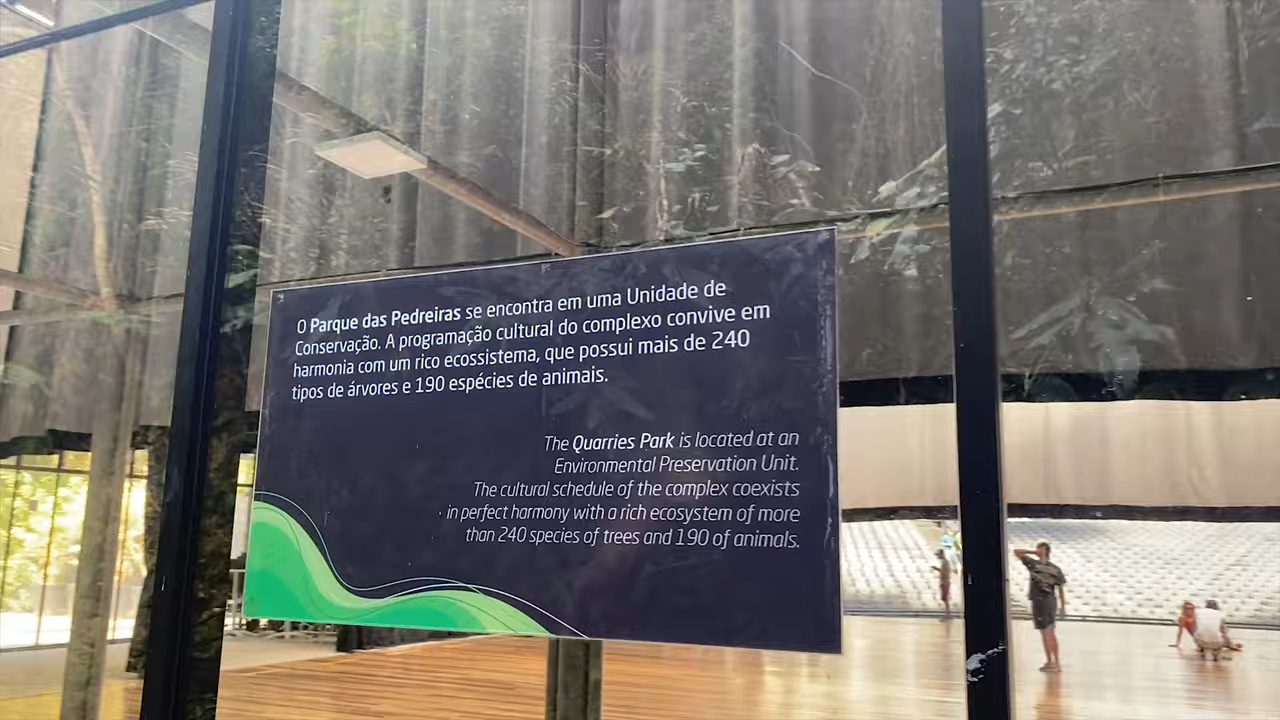 O Parque das Pedreiras se encontra em uma Unidade de
Conservação. A programação cultural do complexo convive em
harmonia com um rico ecossistema, que possui mais de 240
tipos de árvores e 190 espécies de animais.
The Quarries Park is located at an
Environmental Preservation Unit.
The cultural schedule of the complex coexists
in perfect harmony with a rich ecosystem of more
than 240 species of trees and 190 of animals.